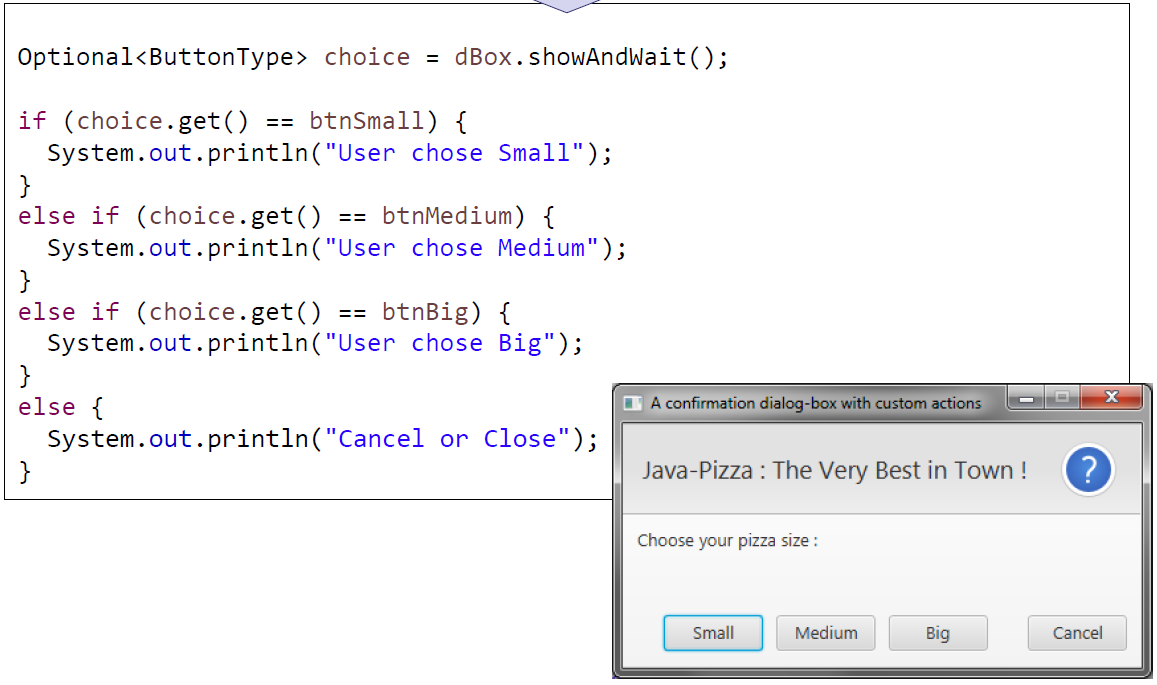 Optional<ButtonType> choice = dBox.showAndWait();
if (choice.get() == btnSmall) {
  System.out.println("User chose Small");
}
else if (choice.get() == btnMedium) {
  System.out.println("User chose Medium");
}
else if (choice.get() == btnBig) {
  System.out.println("User chose Big");
}
else {
  System.out.println("Cancel or Close");
}
A confirmation dialog-box with custom actions
Java-Pizza : The Very Best in Town !
?
Choose your pizza size :
Small Medium Big Cancel